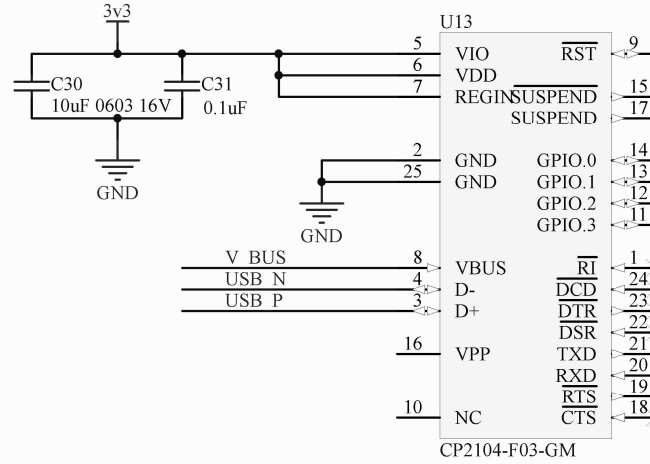 3v3
U13
5 VIO RST 9
6 VDD
7 REGIN SUSPEND 15
SUSPEND 17
C30 C31
10uF 0603 16V 0.1uF
2 GND GPIO.0 14
25 GND GPIO.1 13
GPIO.2 12
GPIO.3 11
GND
GND
V_BUS 8 VBUS RI 1
USB_N 4 D- DCD 24
USB_P 3 D+ DTR 23
DSR 22
16 VPP TXD 21
RXD 20
RTS 19
10 NC CTS 18
CP2104-F03-GM